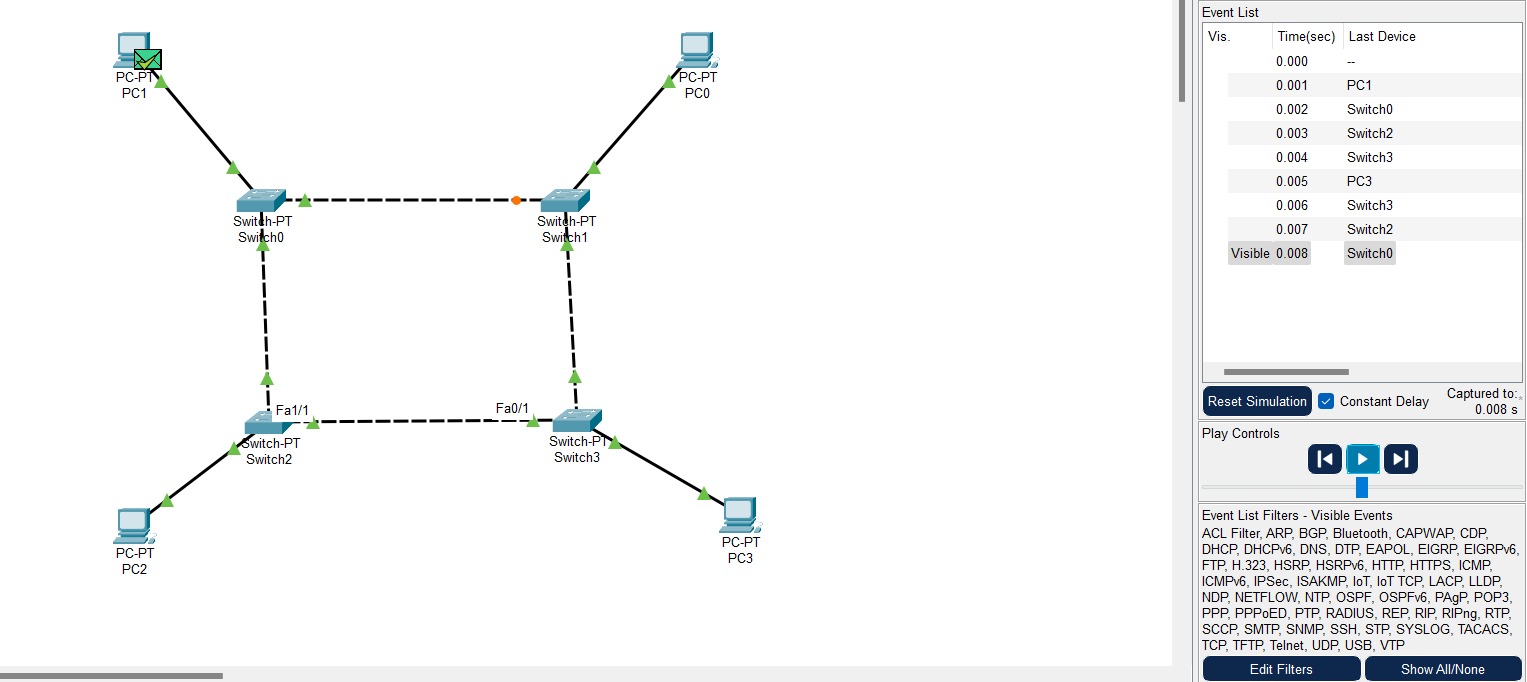 PC-PT
PC1
PC-PT
PC0
Switch-PT
Switch0
Switch-PT
Switch1
Fa1/1
Fa0/1
Switch-PT
Switch2
Switch-PT
Switch3
PC-PT
PC2
PC-PT
PC3
Event List
Vis. Time(sec) Last Device
0.000 --
0.001 PC1
0.002 Switch0
0.003 Switch2
0.004 Switch3
0.005 PC3
0.006 Switch3
0.007 Switch2
Visible 0.008 Switch0
Reset Simulation Constant Delay Captured to:
0.008 s
Play Controls
Event List Filters - Visible Events
ACL Filter, ARP, BGP, Bluetooth, CAPWAP, CDP,
DHCP, DHCPv6, DNS, DTP, EAPOL, EIGRP, EIGRPv6,
FTP, H.323, HSRP, HSRPv6, HTTP, HTTPS, ICMP,
ICMPv6, IPSec, ISAKMP, IoT, IoT TCP, LACP, LLDP,
NDP, NETFLOW, NTP, OSPF, OSPFv6, PAgP, POP3,
PPP, PPPoED, PTP, RADIUS, REP, RIP, RIPng, RTP,
SCCP, SMTP, SNMP, SSH, STP, SYSLOG, TACACS,
TCP, TFTP, Telnet, UDP, USB, VTP
Edit Filters Show All/None